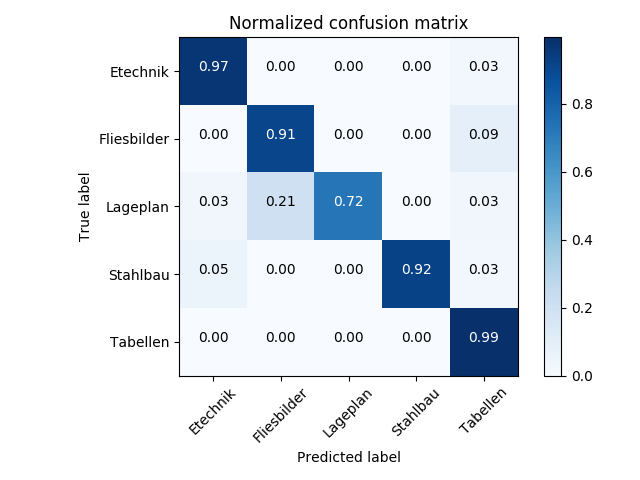 Normalized confusion matrix
True label
Etechnik 0.97 0.00 0.00 0.00 0.03
Fliesbilder 0.00 0.91 0.00 0.00 0.09
Lageplan 0.03 0.21 0.72 0.00 0.03
Stahlbau 0.05 0.00 0.00 0.92 0.03
Tabellen 0.00 0.00 0.00 0.00 0.99
Etechnik Fliesbilder Lageplan Stahlbau Tabellen
Predicted label
0.8
0.6
0.4
0.2
0.0